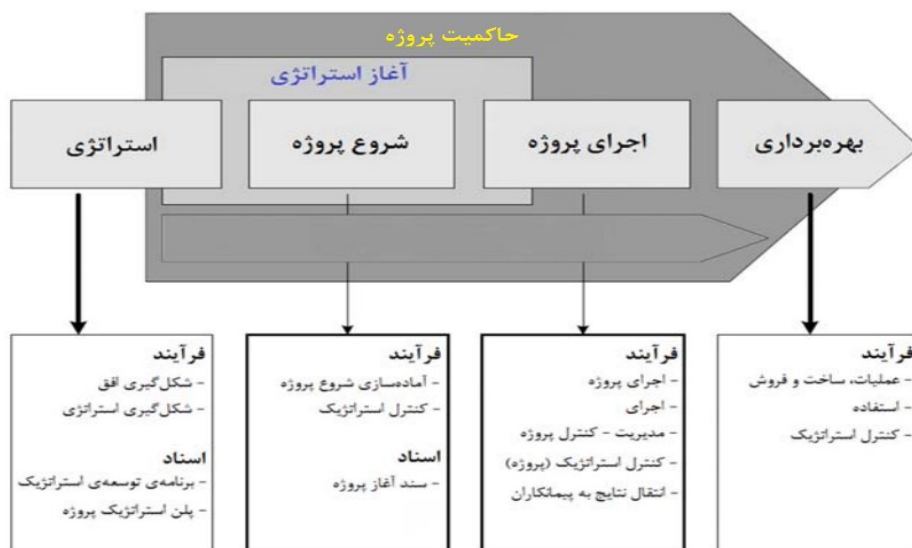 حاکمیت پروژه
آغاز استراتژی
استراتژی
شروع پروژه
اجرای پروژه
بهره‌برداری
فرآیند
- شکل‌گیری افق
- شکل‌گیری استراتژی
اسناد
- برنامه‌ی توسعه‌ی استراتژیک
- پلن استراتژیک پروژه
فرآیند
- آماده‌سازی شروع پروژه
- کنترل استراتژیک
اسناد
- سند آغاز پروژه
فرآیند
- اجرای پروژه
- اجرای
- مدیریت - کنترل پروژه
- کنترل استراتژیک (پروژه)
- انتقال نتایج به پیمانکاران
فرآیند
- عملیات، ساخت و فروش
- استفاده
- کنترل استراتژیک